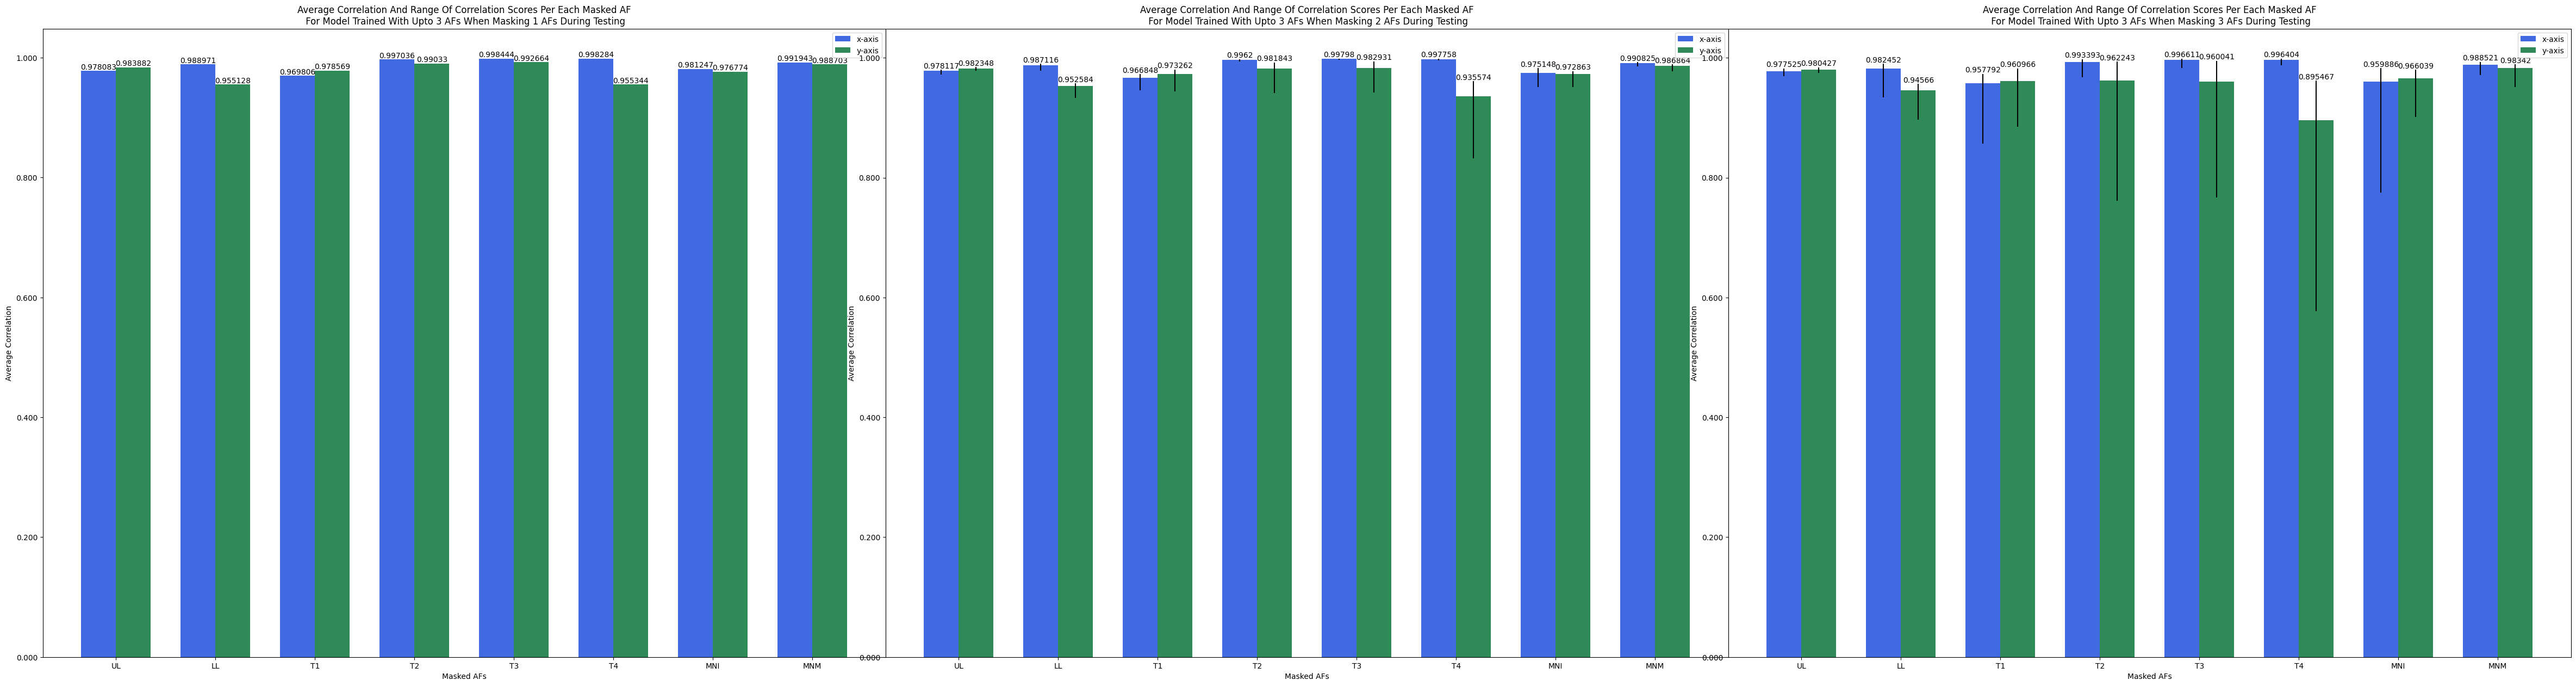 Average Correlation And Range Of Correlation Scores Per Each Masked AF
For Model Trained With Upto 3 AFs When Masking 1 AFs During Testing
x-axis
y-axis
1.000
0.800
0.600
0.400
0.200
0.000
Average Correlation
0.978083
0.983882
0.988971
0.955128
0.969806
0.978569
0.997036
0.99033
0.998444
0.992664
0.998284
0.955344
0.981247
0.976774
0.991943
0.988703
UL
LL
T1
T2
T3
T4
MNI
MNM
Masked AFs
Average Correlation And Range Of Correlation Scores Per Each Masked AF
For Model Trained With Upto 3 AFs When Masking 2 AFs During Testing
x-axis
y-axis
1.000
0.800
0.600
0.400
0.200
0.000
Average Correlation
0.978117
0.982348
0.987116
0.952584
0.966848
0.973262
0.9962
0.981843
0.99798
0.982931
0.997758
0.935574
0.975148
0.972863
0.990825
0.986864
UL
LL
T1
T2
T3
T4
MNI
MNM
Masked AFs
Average Correlation And Range Of Correlation Scores Per Each Masked AF
For Model Trained With Upto 3 AFs When Masking 3 AFs During Testing
x-axis
y-axis
1.000
0.800
0.600
0.400
0.200
0.000
Average Correlation
0.977525
0.980427
0.982452
0.94566
0.957792
0.960966
0.993393
0.962243
0.996611
0.960041
0.996404
0.895467
0.959886
0.966039
0.988521
0.98342
UL
LL
T1
T2
T3
T4
MNI
MNM
Masked AFs